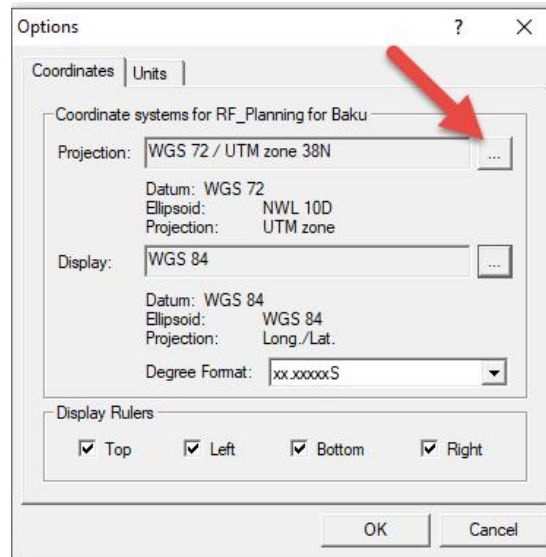 Options ? X
Coordinates Units
Coordinate systems for RF_Planning for Baku
Projection: WGS 72 / UTM zone 38N ...
Datum: WGS 72
Ellipsoid: NWL 10D
Projection: UTM zone
Display: WGS 84 ...
Datum: WGS 84
Ellipsoid: WGS 84
Projection: Long./Lat.
Degree Format: xx.xxxxxS
Display Rulers
Top Left Bottom Right
OK Cancel